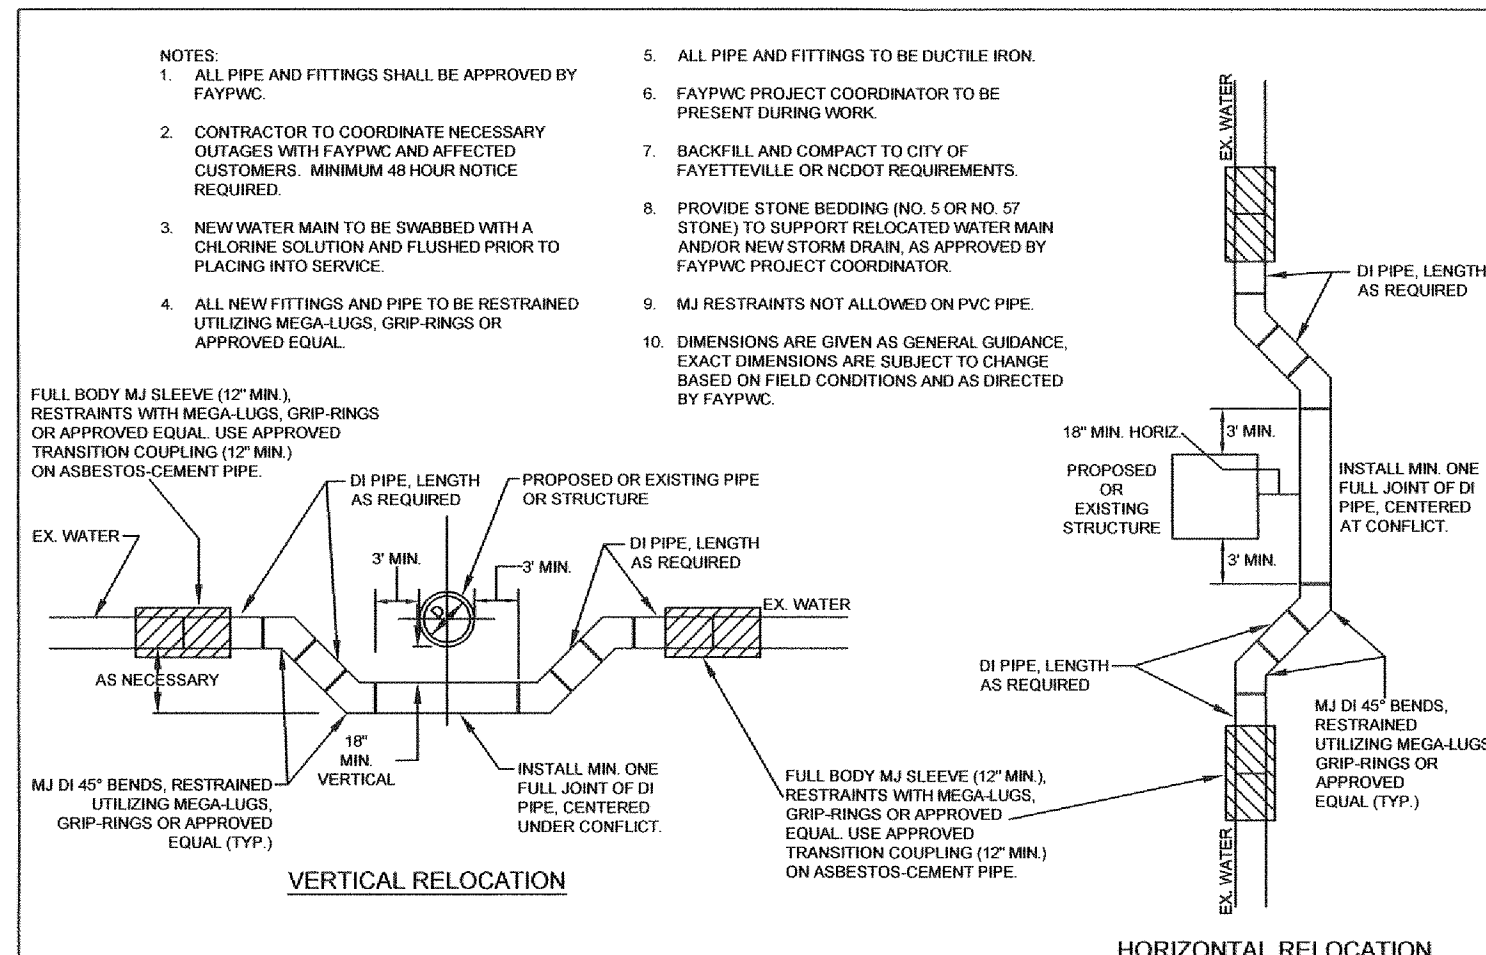 NOTES:
1. ALL PIPE AND FITTINGS SHALL BE APPROVED BY
FAYPWC.
2. CONTRACTOR TO COORDINATE NECESSARY
OUTAGES WITH FAYPWC AND AFFECTED
CUSTOMERS. MINIMUM 48 HOUR NOTICE
REQUIRED.
3. NEW WATER MAIN TO BE SWABBED WITH A
CHLORINE SOLUTION AND FLUSHED PRIOR TO
PLACING INTO SERVICE.
4. ALL NEW FITTINGS AND PIPE TO BE RESTRAINED
UTILIZING MEGA-LUGS, GRIP-RINGS OR
APPROVED EQUAL.
5. ALL PIPE AND FITTINGS TO BE DUCTILE IRON.
6. FAYPWC PROJECT COORDINATOR TO BE
PRESENT DURING WORK.
7. BACKFILL AND COMPACT TO CITY OF
FAYETTEVILLE OR NCDOT REQUIREMENTS.
8. PROVIDE STONE BEDDING (NO. 5 OR NO. 57
STONE) TO SUPPORT RELOCATED WATER MAIN
AND/OR NEW STORM DRAIN, AS APPROVED BY
FAYPWC PROJECT COORDINATOR.
9. MJ RESTRAINTS NOT ALLOWED ON PVC PIPE.
10. DIMENSIONS ARE GIVEN AS GENERAL GUIDANCE,
EXACT DIMENSIONS ARE SUBJECT TO CHANGE
BASED ON FIELD CONDITIONS AND AS DIRECTED
BY FAYPWC.
FULL BODY MJ SLEEVE (12" MIN.),
RESTRAINTS WITH MEGA-LUGS, GRIP-RINGS
OR APPROVED EQUAL. USE APPROVED
TRANSITION COUPLING (12" MIN.)
ON ASBESTOS-CEMENT PIPE.
DI PIPE, LENGTH
AS REQUIRED
PROPOSED OR EXISTING PIPE
OR STRUCTURE
EX. WATER
3' MIN.
3' MIN.
DI PIPE, LENGTH
AS REQUIRED
D
EX. WATER
AS NECESSARY
18"
MIN.
VERTICAL
MJ DI 45° BENDS, RESTRAINED
UTILIZING MEGA-LUGS,
GRIP-RINGS OR APPROVED
EQUAL (TYP.)
INSTALL MIN. ONE
FULL JOINT OF DI
PIPE, CENTERED
UNDER CONFLICT.
FULL BODY MJ SLEEVE (12" MIN.),
RESTRAINTS WITH MEGA-LUGS,
GRIP-RINGS OR APPROVED
EQUAL. USE APPROVED
TRANSITION COUPLING (12" MIN.)
ON ASBESTOS-CEMENT PIPE.
VERTICAL RELOCATION
EX. WATER
DI PIPE, LENGTH
AS REQUIRED
18" MIN. HORIZ.
3' MIN.
PROPOSED
OR
EXISTING
STRUCTURE
INSTALL MIN. ONE
FULL JOINT OF DI
PIPE, CENTERED
AT CONFLICT.
3' MIN.
DI PIPE, LENGTH
AS REQUIRED
MJ DI 45° BENDS,
RESTRAINED
UTILIZING MEGA-LUGS
GRIP-RINGS OR
APPROVED
EQUAL (TYP.)
EX. WATER
HORIZONTAL RELOCATION